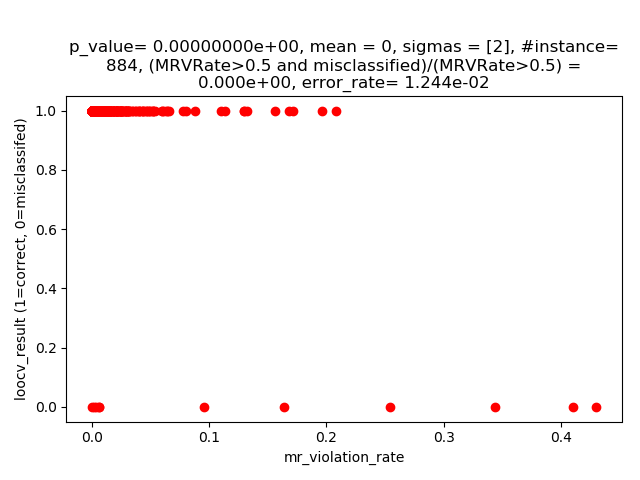 p_value= 0.00000000e+00, mean = 0, sigmas = [2], #instance=
884, (MRVRate>0.5 and misclassified)/(MRVRate>0.5) =
0.000e+00, error_rate= 1.244e-02
1.0
0.8
0.6
0.4
0.2
0.0
loocv_result (1=correct, 0=misclassifed)
0.0 0.1 0.2 0.3 0.4
mr_violation_rate